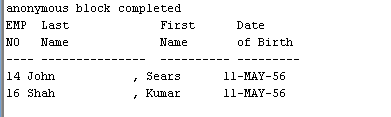 anonymous block completed
EMP Last First Date
NO Name Name of Birth
---- --------------- ---------- ---------
14 John , Sears 11-MAY-56
16 Shah , Kumar 11-MAY-56